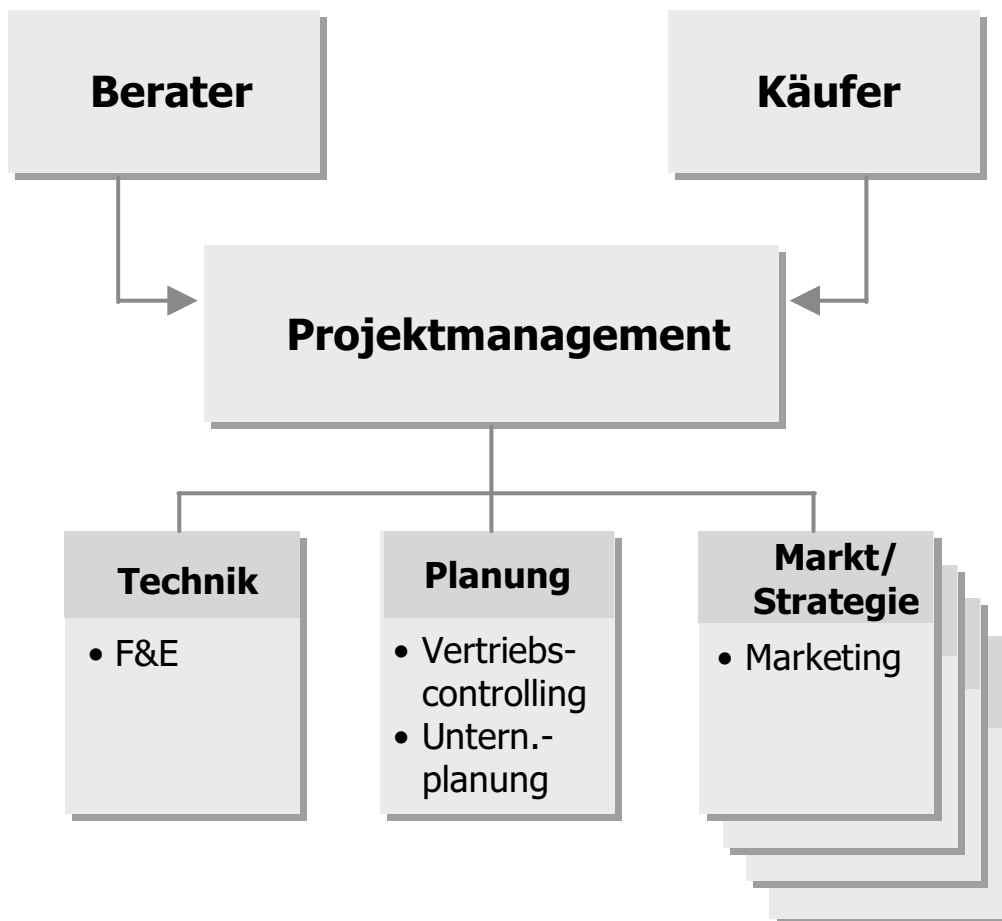 Berater
Käufer
Projektmanagement
Technik
• F&E
Planung
• Vertriebs-
controlling
• Untern.-
planung
Markt/
Strategie
• Marketing